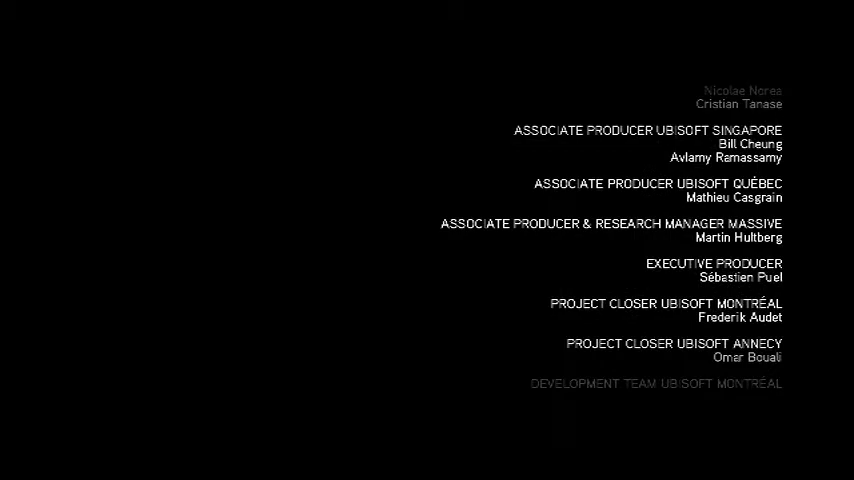 Nicolae Norea
Cristian Tanase
ASSOCIATE PRODUCER UBISOFT SINGAPORE
Bill Cheung
Avlamy Ramassamy
ASSOCIATE PRODUCER UBISOFT QUÉBEC
Mathieu Casgrain
ASSOCIATE PRODUCER & RESEARCH MANAGER MASSIVE
Martin Hultberg
EXECUTIVE PRODUCER
Sébastien Puel
PROJECT CLOSER UBISOFT MONTRÉAL
Frederik Audet
PROJECT CLOSER UBISOFT ANNECY
Omar Bouali
DEVELOPMENT TEAM UBISOFT MONTRÉAL